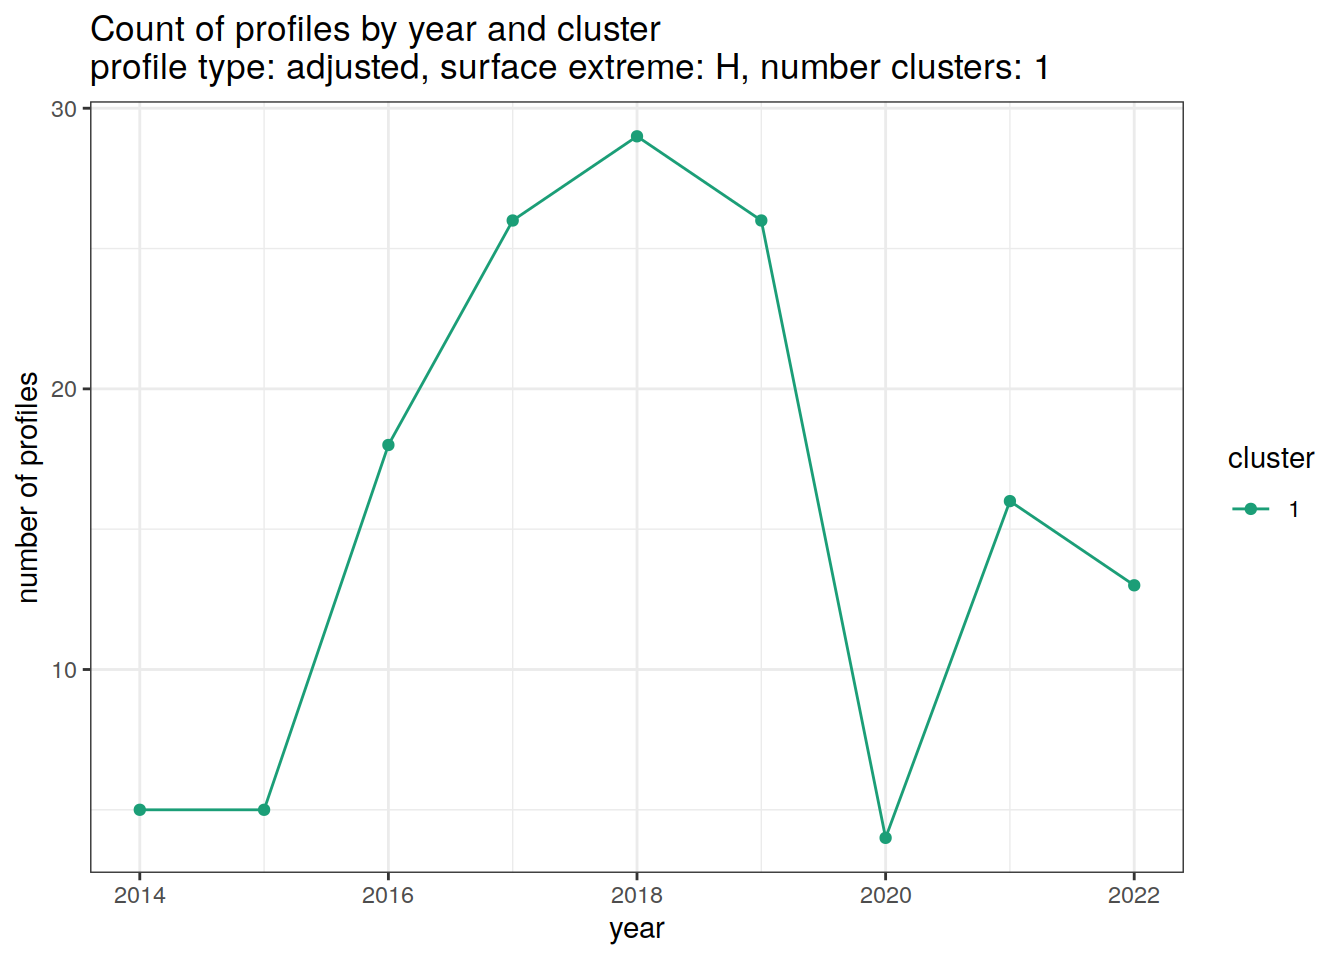 Count of profiles by year and cluster
profile type: adjusted, surface extreme: H, number clusters: 1
30
20
10
number of profiles
2014
2016
2018
2020
2022
year
cluster
1